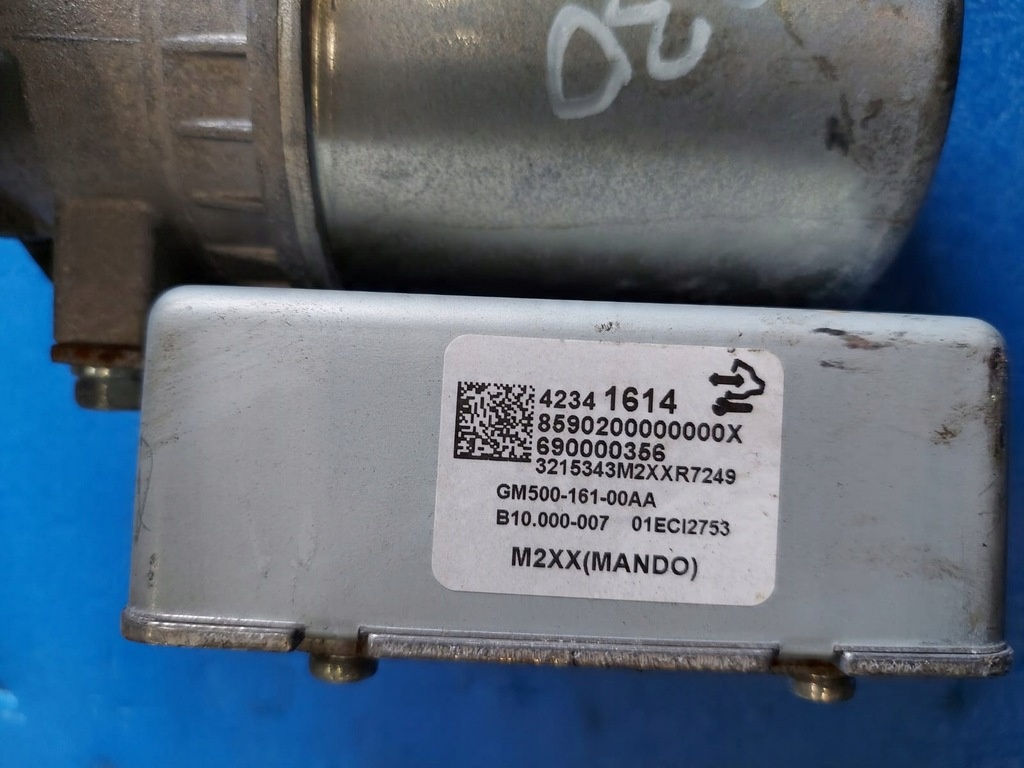 4234 1614
8590200000000X
690000356
3215343M2XXR7249
GM500-161-00AA
B10.000-007 01ECI2753
M2XX(MANDO)